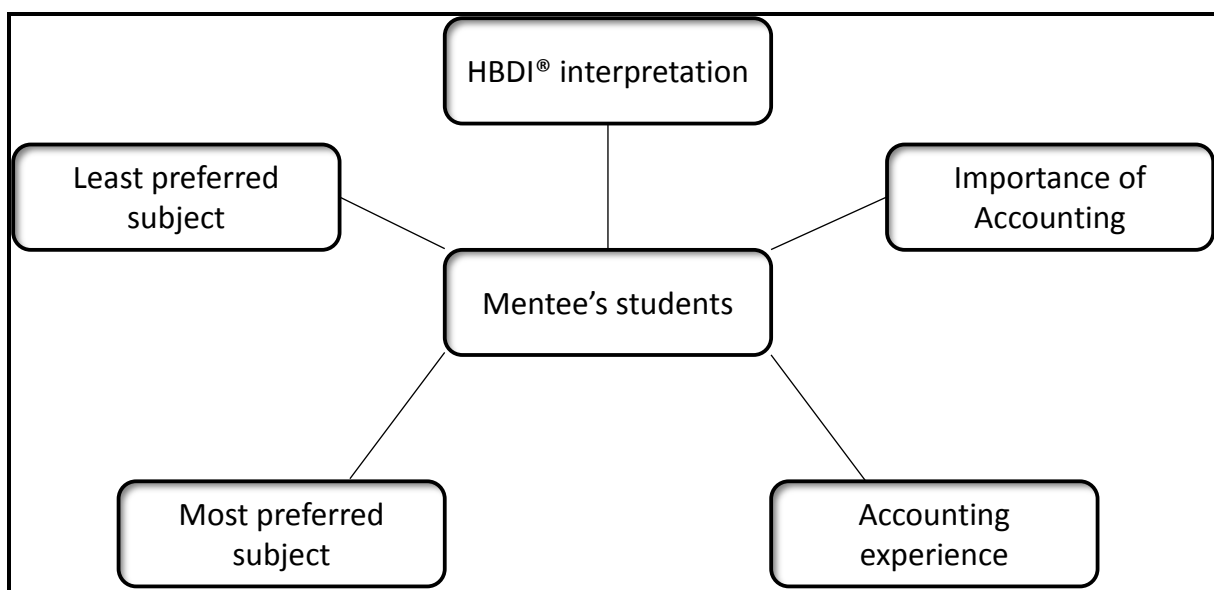 HBDI® interpretation
Least preferred
subject
Importance of
Accounting
Mentee’s students
Most preferred
subject
Accounting
experience